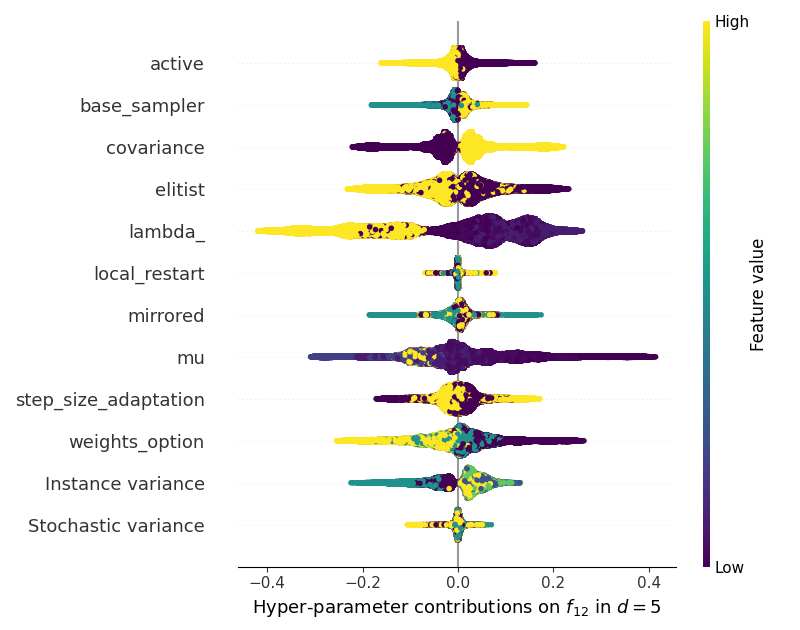 High
active
base_sampler
covariance
elitist
lambda_
local_restart
mirrored
mu
step_size_adaptation
weights_option
Instance variance
Stochastic variance
Feature value
Low
−0.4 −0.2 0.0 0.2 0.4
Hyper-parameter contributions on f12 in d = 5